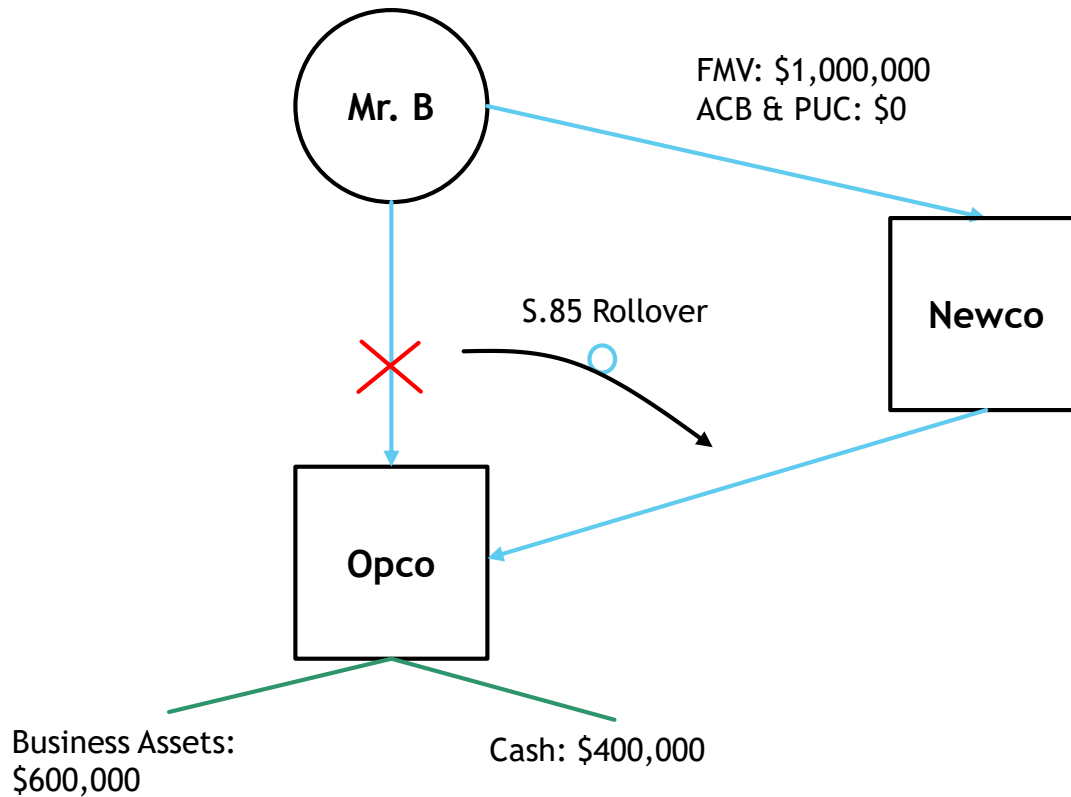 Mr. B
FMV: $1,000,000
ACB & PUC: $0
S.85 Rollover
Newco
Opco
Business Assets:
$600,000
Cash: $400,000